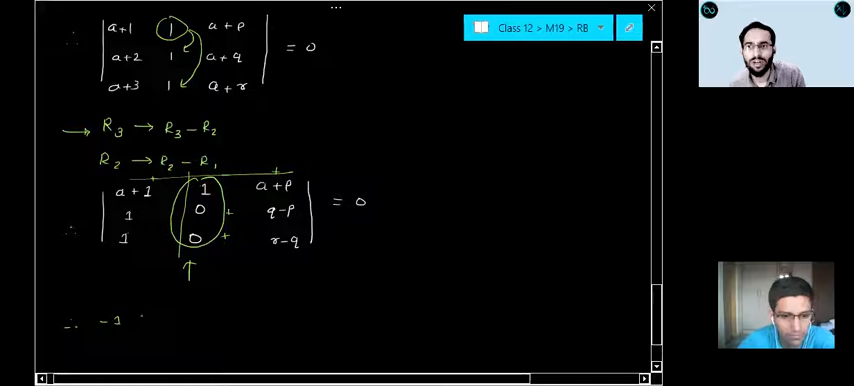 Class 12 > M19 > RB
∴ | a+1 1 a+p |
| a+2 1 a+q | = 0
| a+3 1 a+r |
→ R₃ → R₃ − R₂
R₂ → R₂ − R₁
| a+1 1 a+p |
| 1 0 q-p | = 0
∴ | 1 0 r-q |
∴ -1